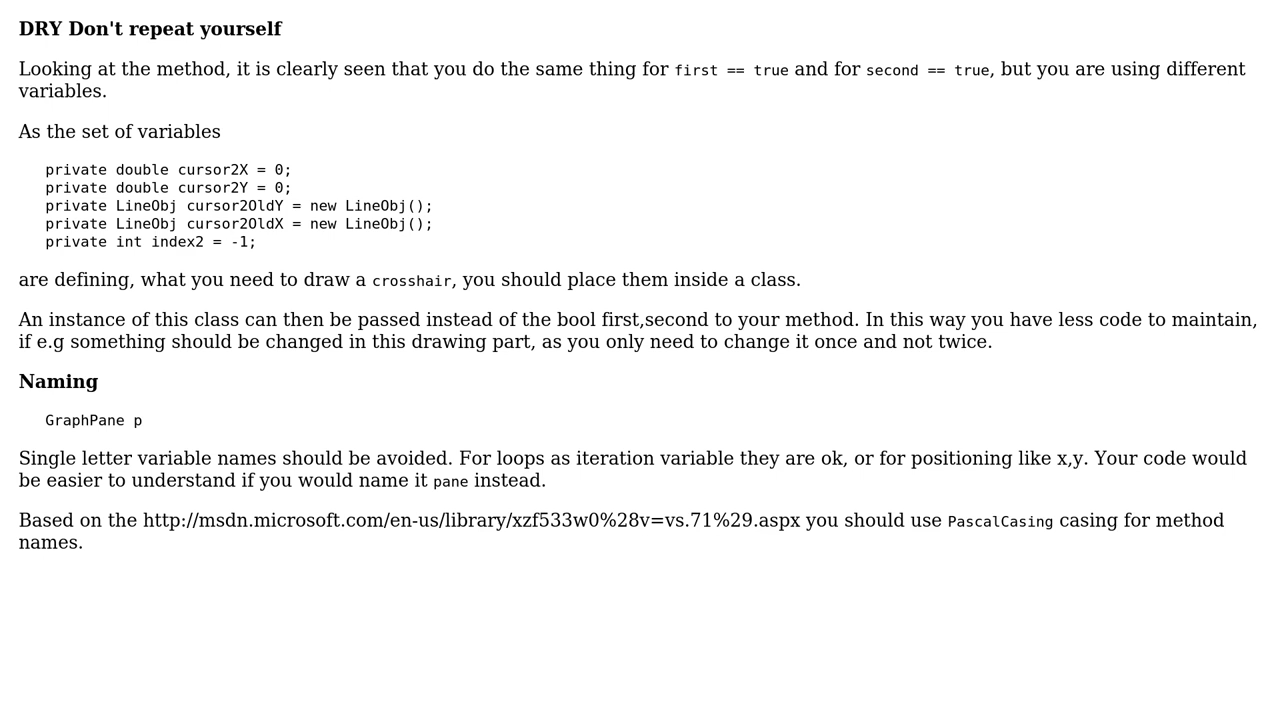 DRY Don't repeat yourself
Looking at the method, it is clearly seen that you do the same thing for first == true and for second == true, but you are using different
variables.
As the set of variables
private double cursor2X = 0;
private double cursor2Y = 0;
private LineObj cursor2OldY = new LineObj();
private LineObj cursor2OldX = new LineObj();
private int index2 = -1;
are defining, what you need to draw a crosshair, you should place them inside a class.
An instance of this class can then be passed instead of the bool first,second to your method. In this way you have less code to maintain,
if e.g something should be changed in this drawing part, as you only need to change it once and not twice.
Naming
GraphPane p
Single letter variable names should be avoided. For loops as iteration variable they are ok, or for positioning like x,y. Your code would
be easier to understand if you would name it pane instead.
Based on the http://msdn.microsoft.com/en-us/library/xzf533w0%28v=vs.71%29.aspx you should use PascalCasing casing for method
names.